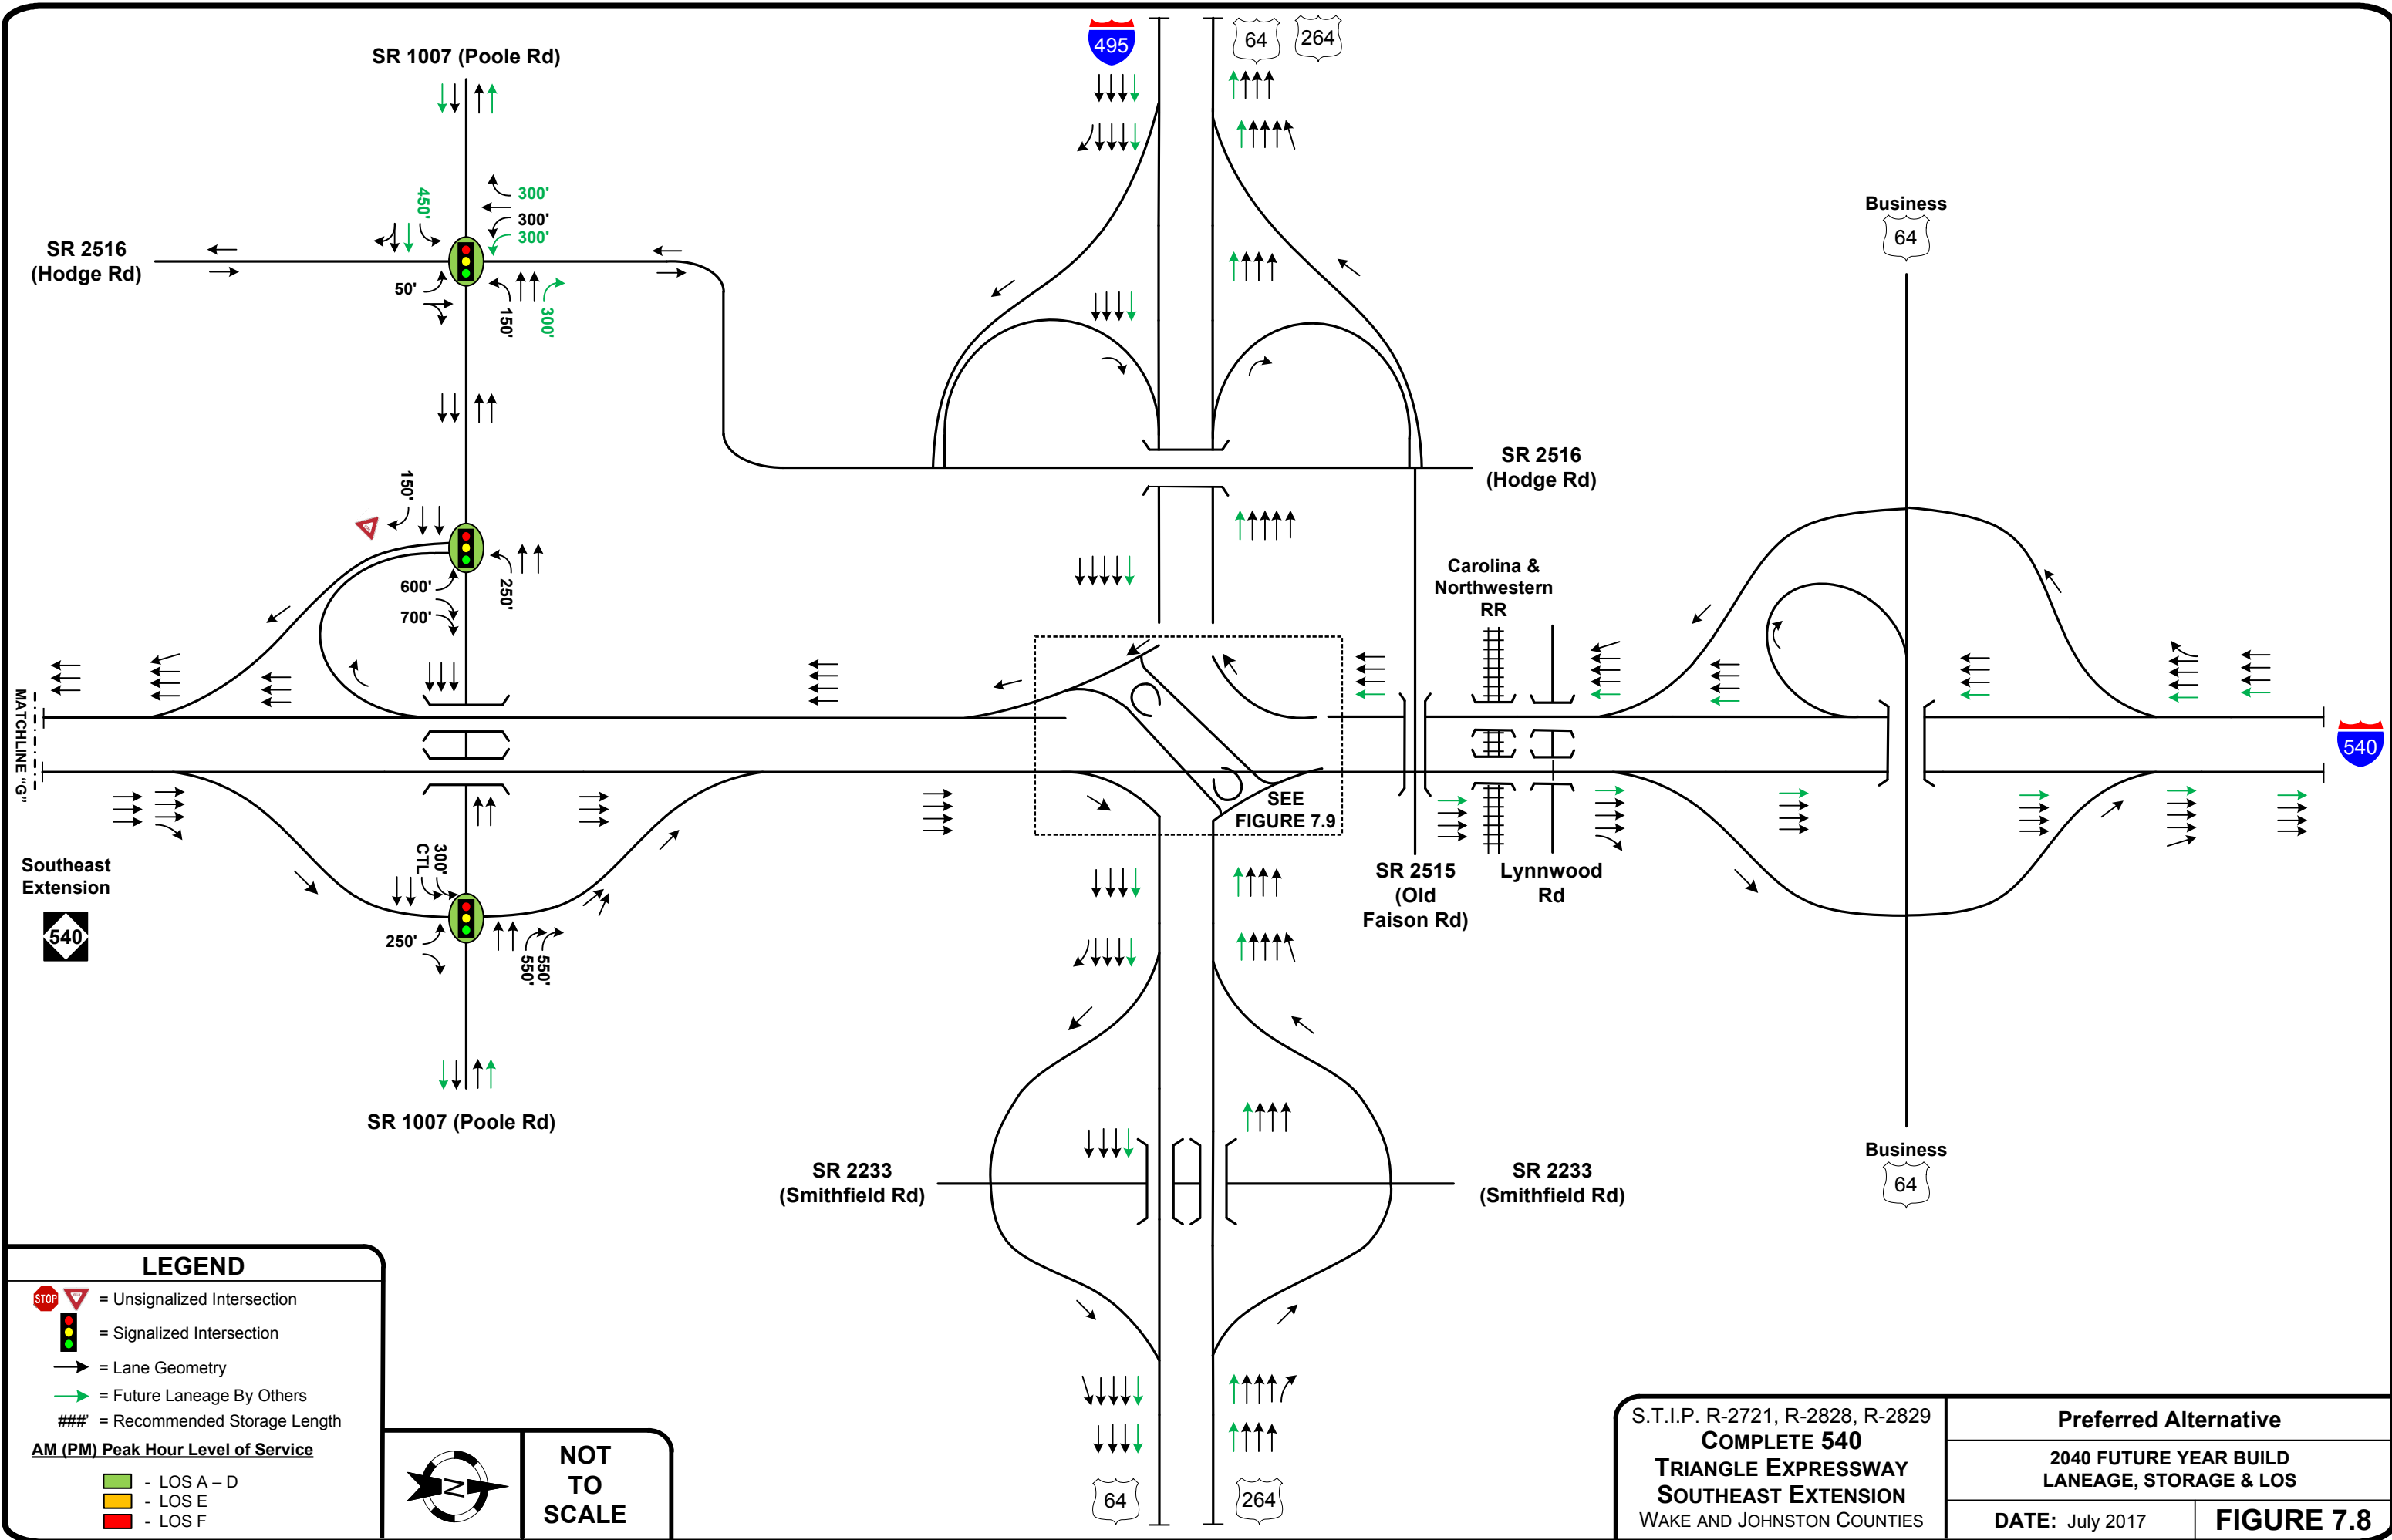 495
64
264
SR 1007 (Poole Rd)
450'
300'
300'
300'
SR 2516
(Hodge Rd)
50'
150'
300'
Business
64
SR 2516
(Hodge Rd)
150'
600'
700'
250'
Carolina &
Northwestern
RR
MATCHLINE "G"
540
SEE
FIGURE 7.9
Southeast
Extension
540
300'
CTL
250'
550'
550'
SR 2515
(Old
Faison Rd)
Lynnwood
Rd
SR 1007 (Poole Rd)
SR 2233
(Smithfield Rd)
SR 2233
(Smithfield Rd)
Business
64
LEGEND
STOP = Unsignalized Intersection
= Signalized Intersection
= Lane Geometry
= Future Laneage By Others
###' = Recommended Storage Length
AM (PM) Peak Hour Level of Service
- LOS A – D
- LOS E
- LOS F
N
NOT
TO
SCALE
64
264
S.T.I.P. R-2721, R-2828, R-2829
COMPLETE 540
TRIANGLE EXPRESSWAY
SOUTHEAST EXTENSION
WAKE AND JOHNSTON COUNTIES
Preferred Alternative
2040 FUTURE YEAR BUILD
LANEAGE, STORAGE & LOS
DATE: July 2017
FIGURE 7.8